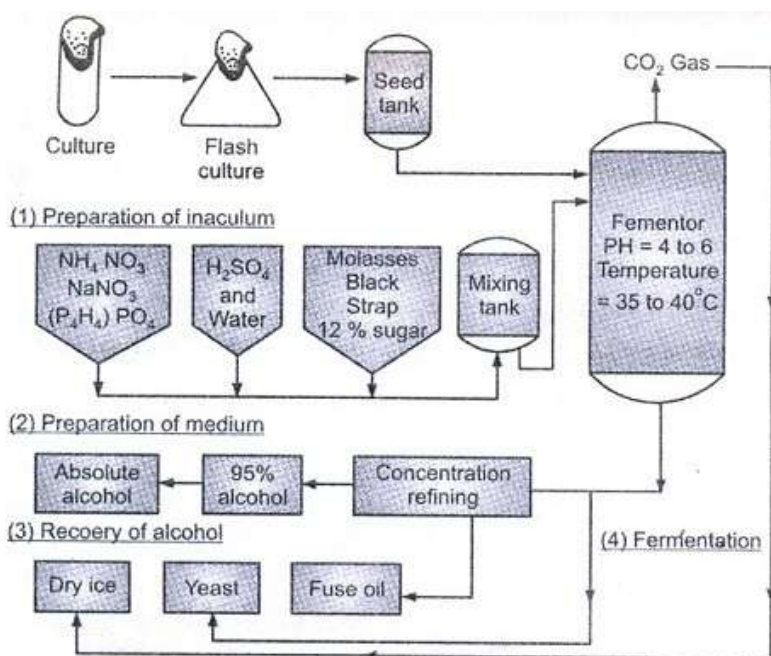 Culture
Flash
culture
Seed
tank
CO₂ Gas
(1) Preparation of inaculum
NH₄ NO₃
NaNO₃
(P₄H₄) PO₄
H₂SO₄
and
Water
Molasses
Black
Strap
12 % sugar
Mixing
tank
Fementor
PH = 4 to 6
Temperature
= 35 to 40°C
(2) Preparation of medium
Absolute
alcohol
95%
alcohol
Concentration
refining
(3) Recoery of alcohol
(4) Fermentation
Dry ice
Yeast
Fuse oil